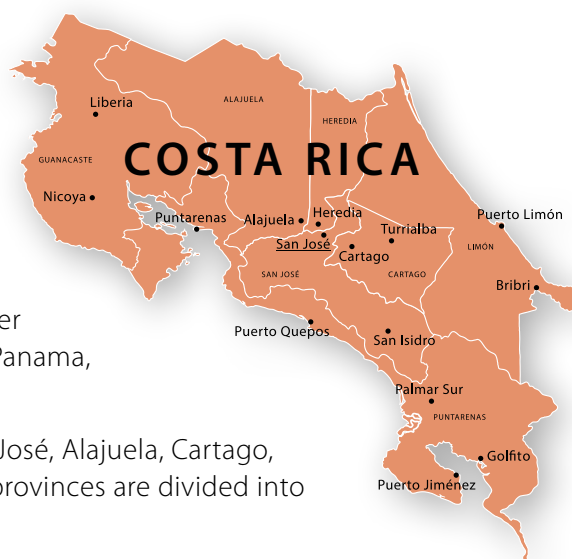 Liberia
ALAJUELA
HEREDIA
GUANACASTE
COSTA RICA
Nicoya
Puntarenas
Alajuela
Heredia
San José
Turrialba
Puerto Limón
Cartago
LIMÓN
SAN JOSÉ
CARTAGO
Bribri
er
Puerto Quepos
San Isidro
Panama,
Palmar Sur
PUNTARENAS
José, Alajuela, Cartago,
Golfito
provinces are divided into
Puerto Jiménez